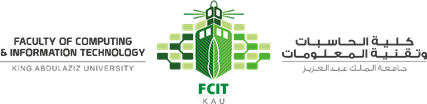 FACULTY OF COMPUTING
& INFORMATION TECHNOLOGY
KING ABDULAZIZ UNIVERSITY
FCIT
KAU
كلية الحاسبات
وتقنية المعلومات
جامعة الملك عبدالعزيز